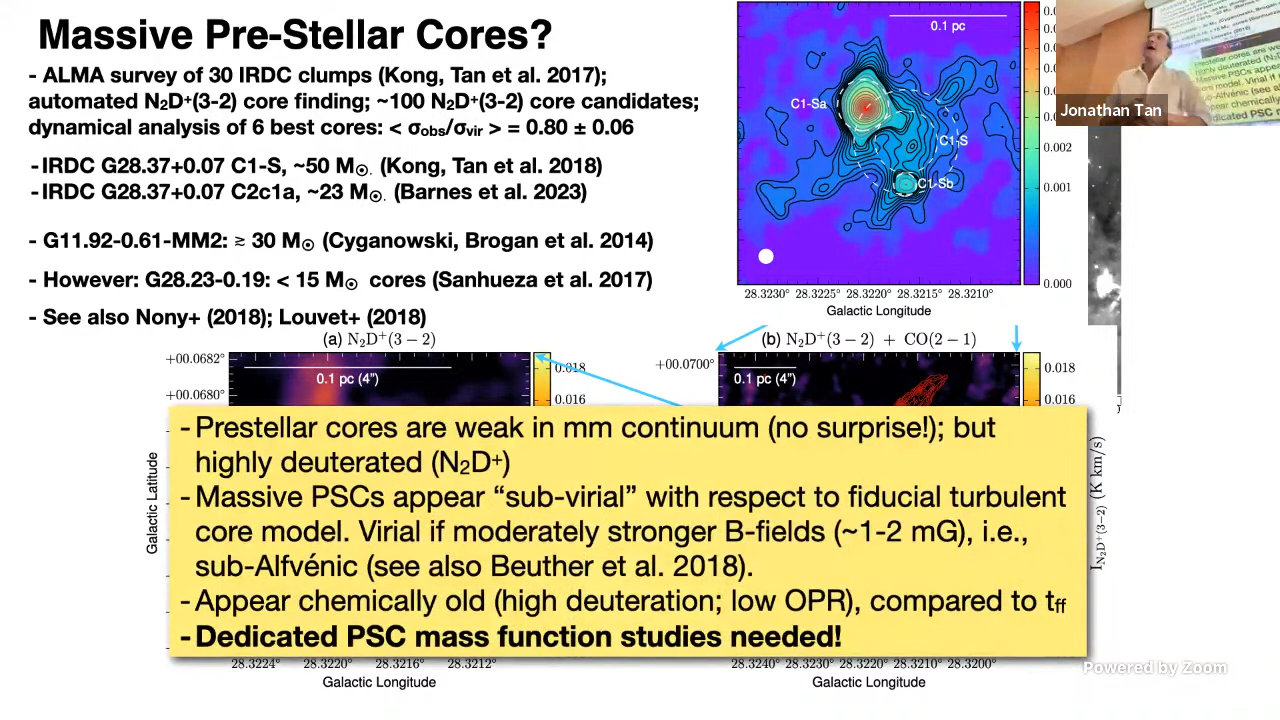 Massive Pre-Stellar Cores?
- ALMA survey of 30 IRDC clumps (Kong, Tan et al. 2017);
automated N₂D⁺(3-2) core finding; ~100 N₂D⁺(3-2) core candidates;
dynamical analysis of 6 best cores: < σobs/σvir > = 0.80 ± 0.06
- IRDC G28.37+0.07 C1-S, ~50 M⊙. (Kong, Tan et al. 2018)
- IRDC G28.37+0.07 C2c1a, ~23 M⊙. (Barnes et al. 2023)
- G11.92-0.61-MM2: ≳ 30 M⊙ (Cyganowski, Brogan et al. 2014)
- However: G28.23-0.19: < 15 M⊙ cores (Sanhueza et al. 2017)
- See also Nony+ (2018); Louvet+ (2018)
0.1 pc
C1-Sa
C1-S
C1-Sb
0.002
0.001
0.000
28.3230° 28.3225° 28.3220° 28.3215° 28.3210°
Galactic Longitude
Jonathan Tan
(a) N₂D⁺(3−2)
+00.0682°
+00.0680°
0.1 pc (4”)
0.018
0.016
Galactic Latitude
(b) N₂D⁺(3−2) + CO(2−1)
+00.0700°
0.1 pc (4”)
0.018
0.016
I N₂D⁺(3−2) (K km/s)
- Prestellar cores are weak in mm continuum (no surprise!); but
highly deuterated (N₂D⁺)
- Massive PSCs appear “sub-virial” with respect to fiducial turbulent
core model. Virial if moderately stronger B-fields (~1-2 mG), i.e.,
sub-Alfvénic (see also Beuther et al. 2018).
- Appear chemically old (high deuteration; low OPR), compared to tff
- Dedicated PSC mass function studies needed!
28.3224° 28.3220° 28.3216° 28.3212°
Galactic Longitude
28.3240° 28.3230° 28.3220° 28.3210° 28.3200°
Galactic Longitude
Powered by Zoom